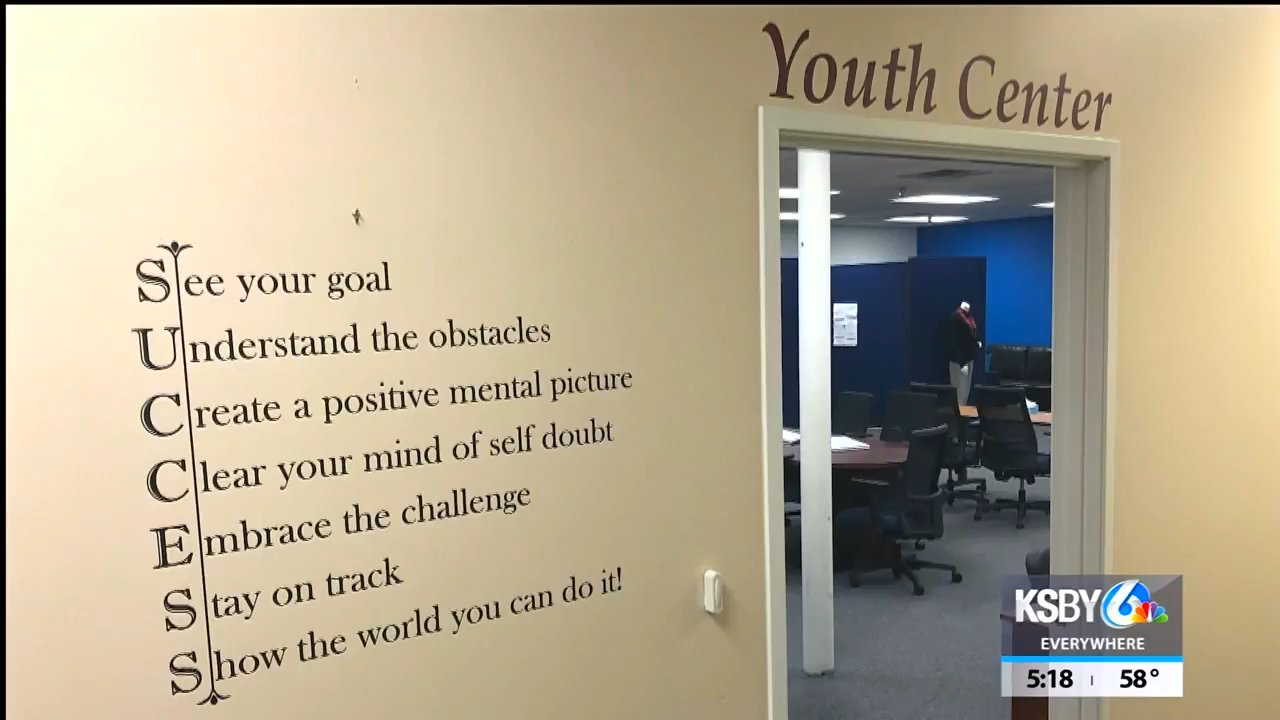 Youth Center
See your goal
Understand the obstacles
Create a positive mental picture
Clear your mind of self doubt
Embrace the challenge
Stay on track
Show the world you can do it!
KSBY 6
EVERYWHERE
5:18 58°